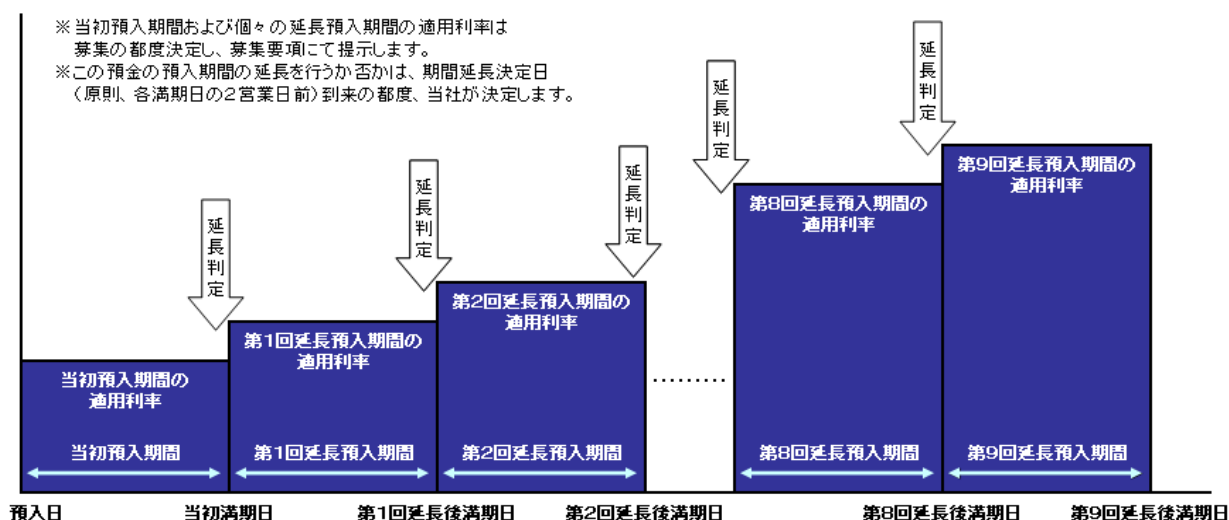 ※当初預入期間および個々の延長預入期間の適用利率は
募集の都度決定し、募集要項にて提示します。
※この預金の預入期間の延長を行うか否かは、期間延長決定日
（原則、各満期日の２営業日前）到来の都度、当社が決定します。
延長判定
延長判定
延長判定
延長判定
延長判定
当初預入期間の
適用利率
第1回延長預入期間の
適用利率
第2回延長預入期間の
適用利率
………
第8回延長預入期間の
適用利率
第9回延長預入期間の
適用利率
当初預入期間
第1回延長預入期間
第2回延長預入期間
第8回延長預入期間
第9回延長預入期間
預入日
当初満期日
第1回延長後満期日
第2回延長後満期日
第8回延長後満期日
第9回延長後満期日